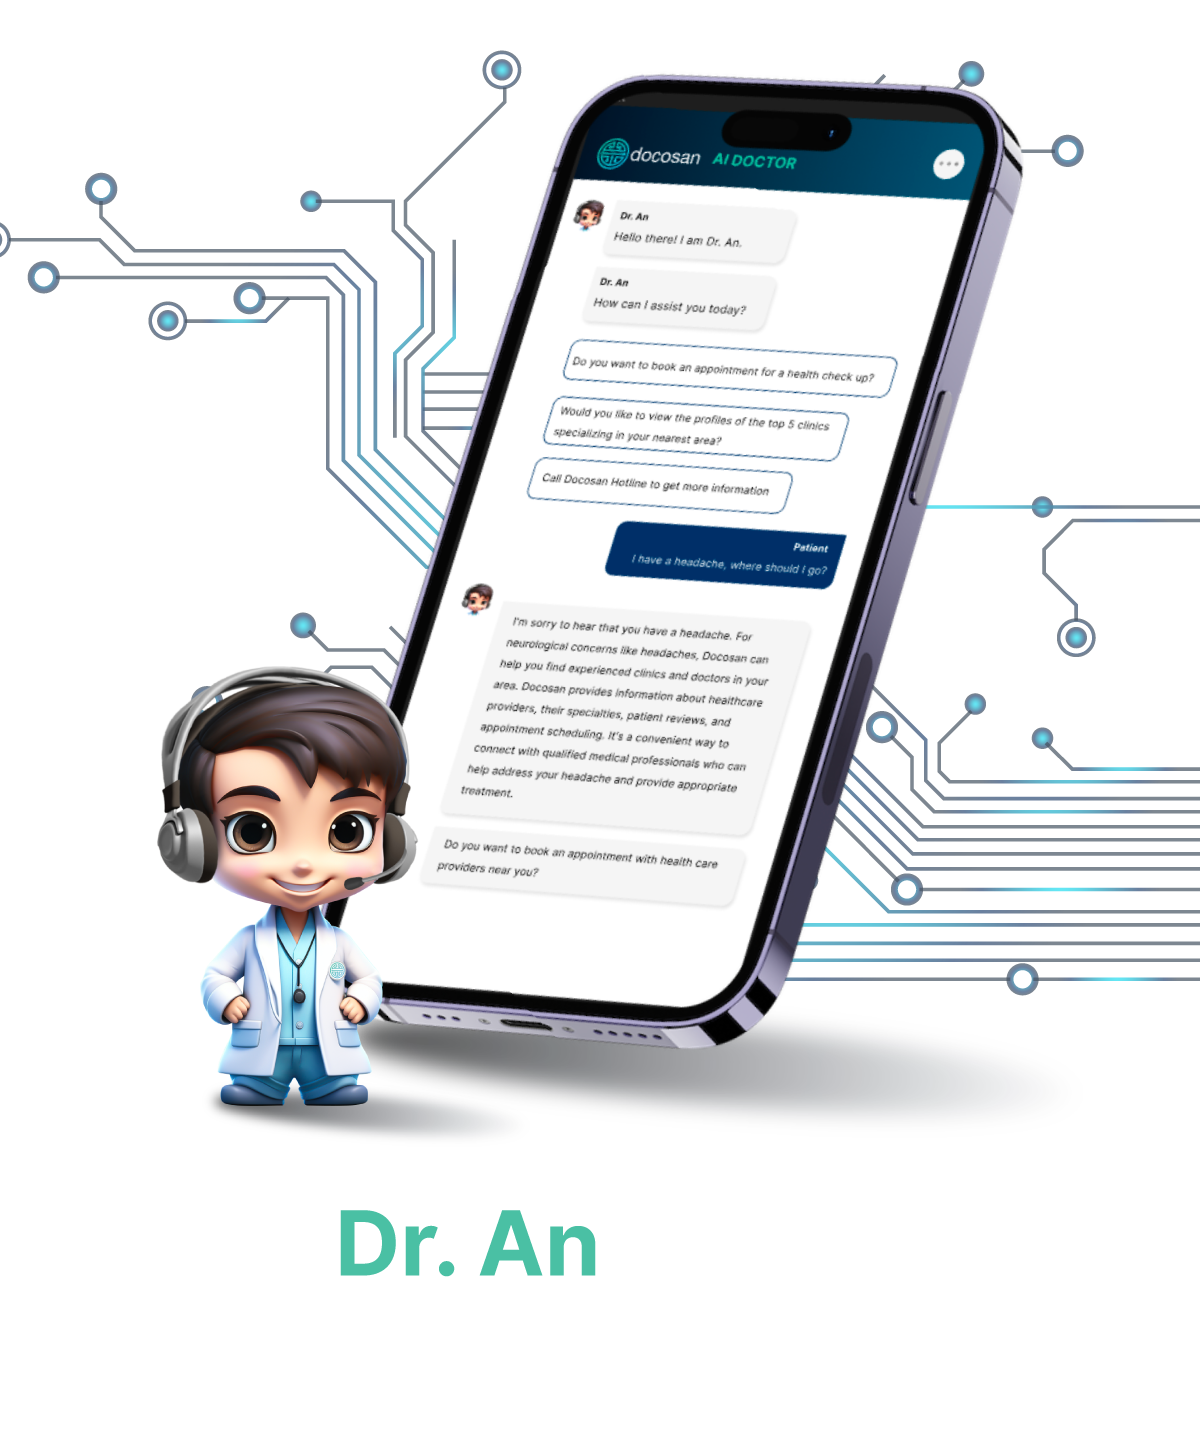 docosan AI DOCTOR
Dr. An
Hello there! I am Dr. An.
Dr. An
How can I assist you today?
Do you want to book an appointment for a health check up?
Would you like to view the profiles of the top 5 clinics
specializing in your nearest area?
Call Docosan Hotline to get more information
Patient
I have a headache, where should I go?
I'm sorry to hear that you have a headache. For
neurological concerns like headaches, Docosan can
help you find experienced clinics and doctors in your
area. Docosan provides information about healthcare
providers, their specialties, patient reviews, and
appointment scheduling. It's a convenient way to
connect with qualified medical professionals who can
help address your headache and provide appropriate
treatment.
Do you want to book an appointment with health care
providers near you?
Dr. An